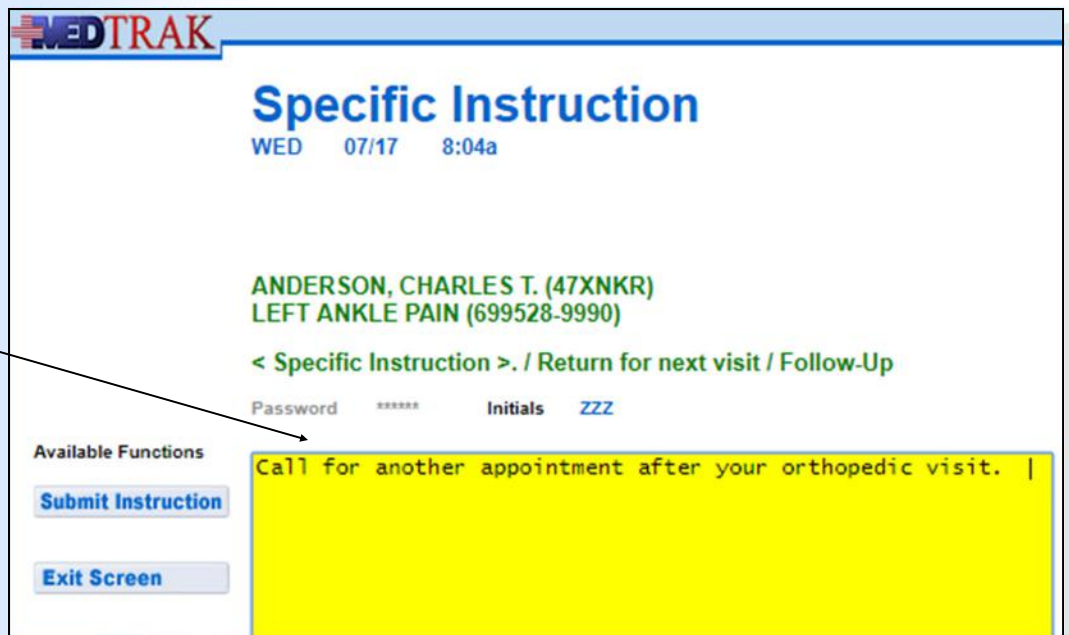 MEDTRAK
Specific Instruction
WED 07/17 8:04a
ANDERSON, CHARLES T. (47XNKR)
LEFT ANKLE PAIN (699528-9990)
< Specific Instruction >. / Return for next visit / Follow-Up
Password ****** Initials ZZZ
Available Functions
Call for another appointment after your orthopedic visit.
Submit Instruction
Exit Screen